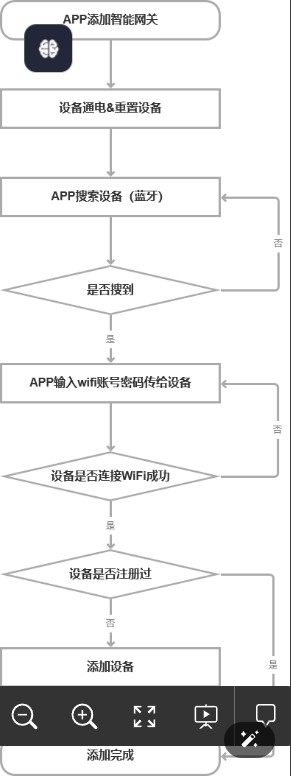 APP添加智能网关
设备通电&重置设备
APP搜索设备（蓝牙）
否
是否搜到
是
APP输入wifi账号密码传给设备
否
设备是否连接WiFi成功
是
设备是否注册过
否
是
添加设备
添加完成